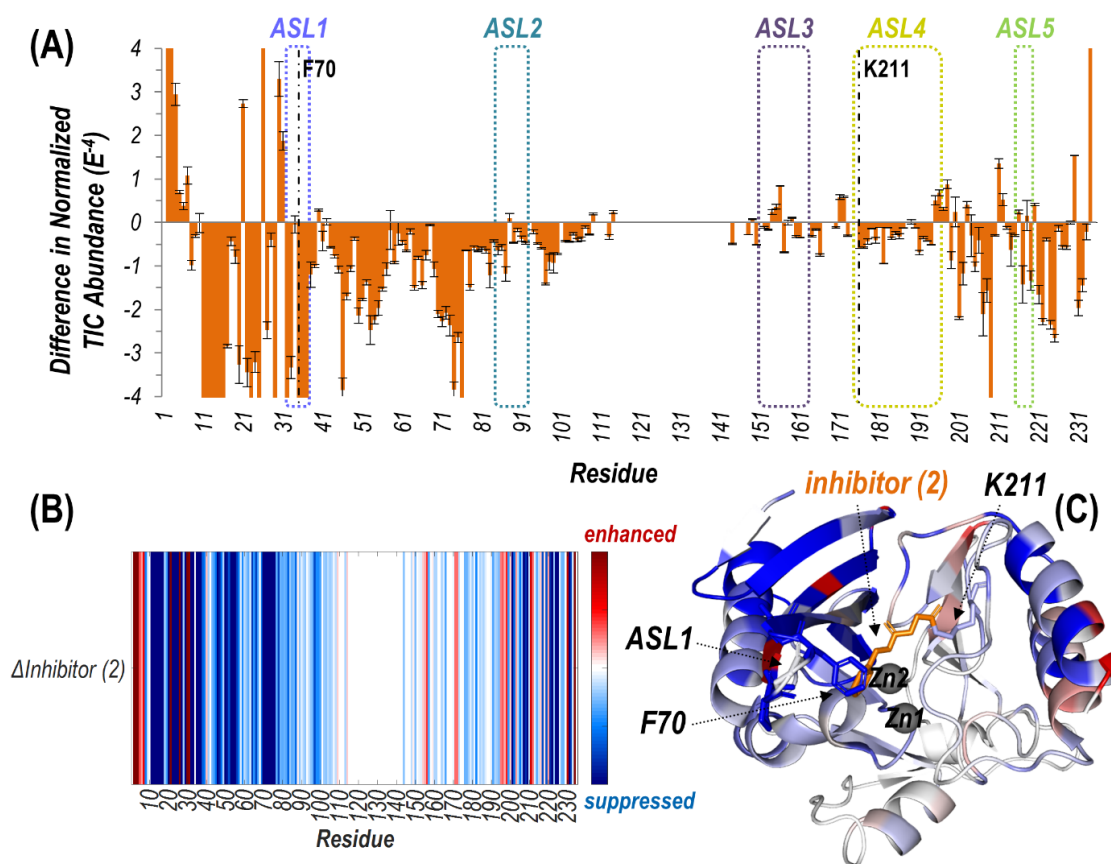 (A)
ASL1 ASL2 ASL3 ASL4 ASL5
F70 K211
Difference in Normalized
TIC Abundance (E⁻⁴)
4
3
2
1
0
-1
-2
-3
-4
1 11 21 31 41 51 61 71 81 91 101 111 121 131 141 151 161 171 181 191 201 211 221 231
Residue
(B)
enhanced
ΔInhibitor (2)
suppressed
10 20 30 40 50 60 70 80 90 100 110 120 130 140 150 160 170 180 190 200 210 220 230
Residue
inhibitor (2) K211
(C)
ASL1
F70
Zn2
Zn1